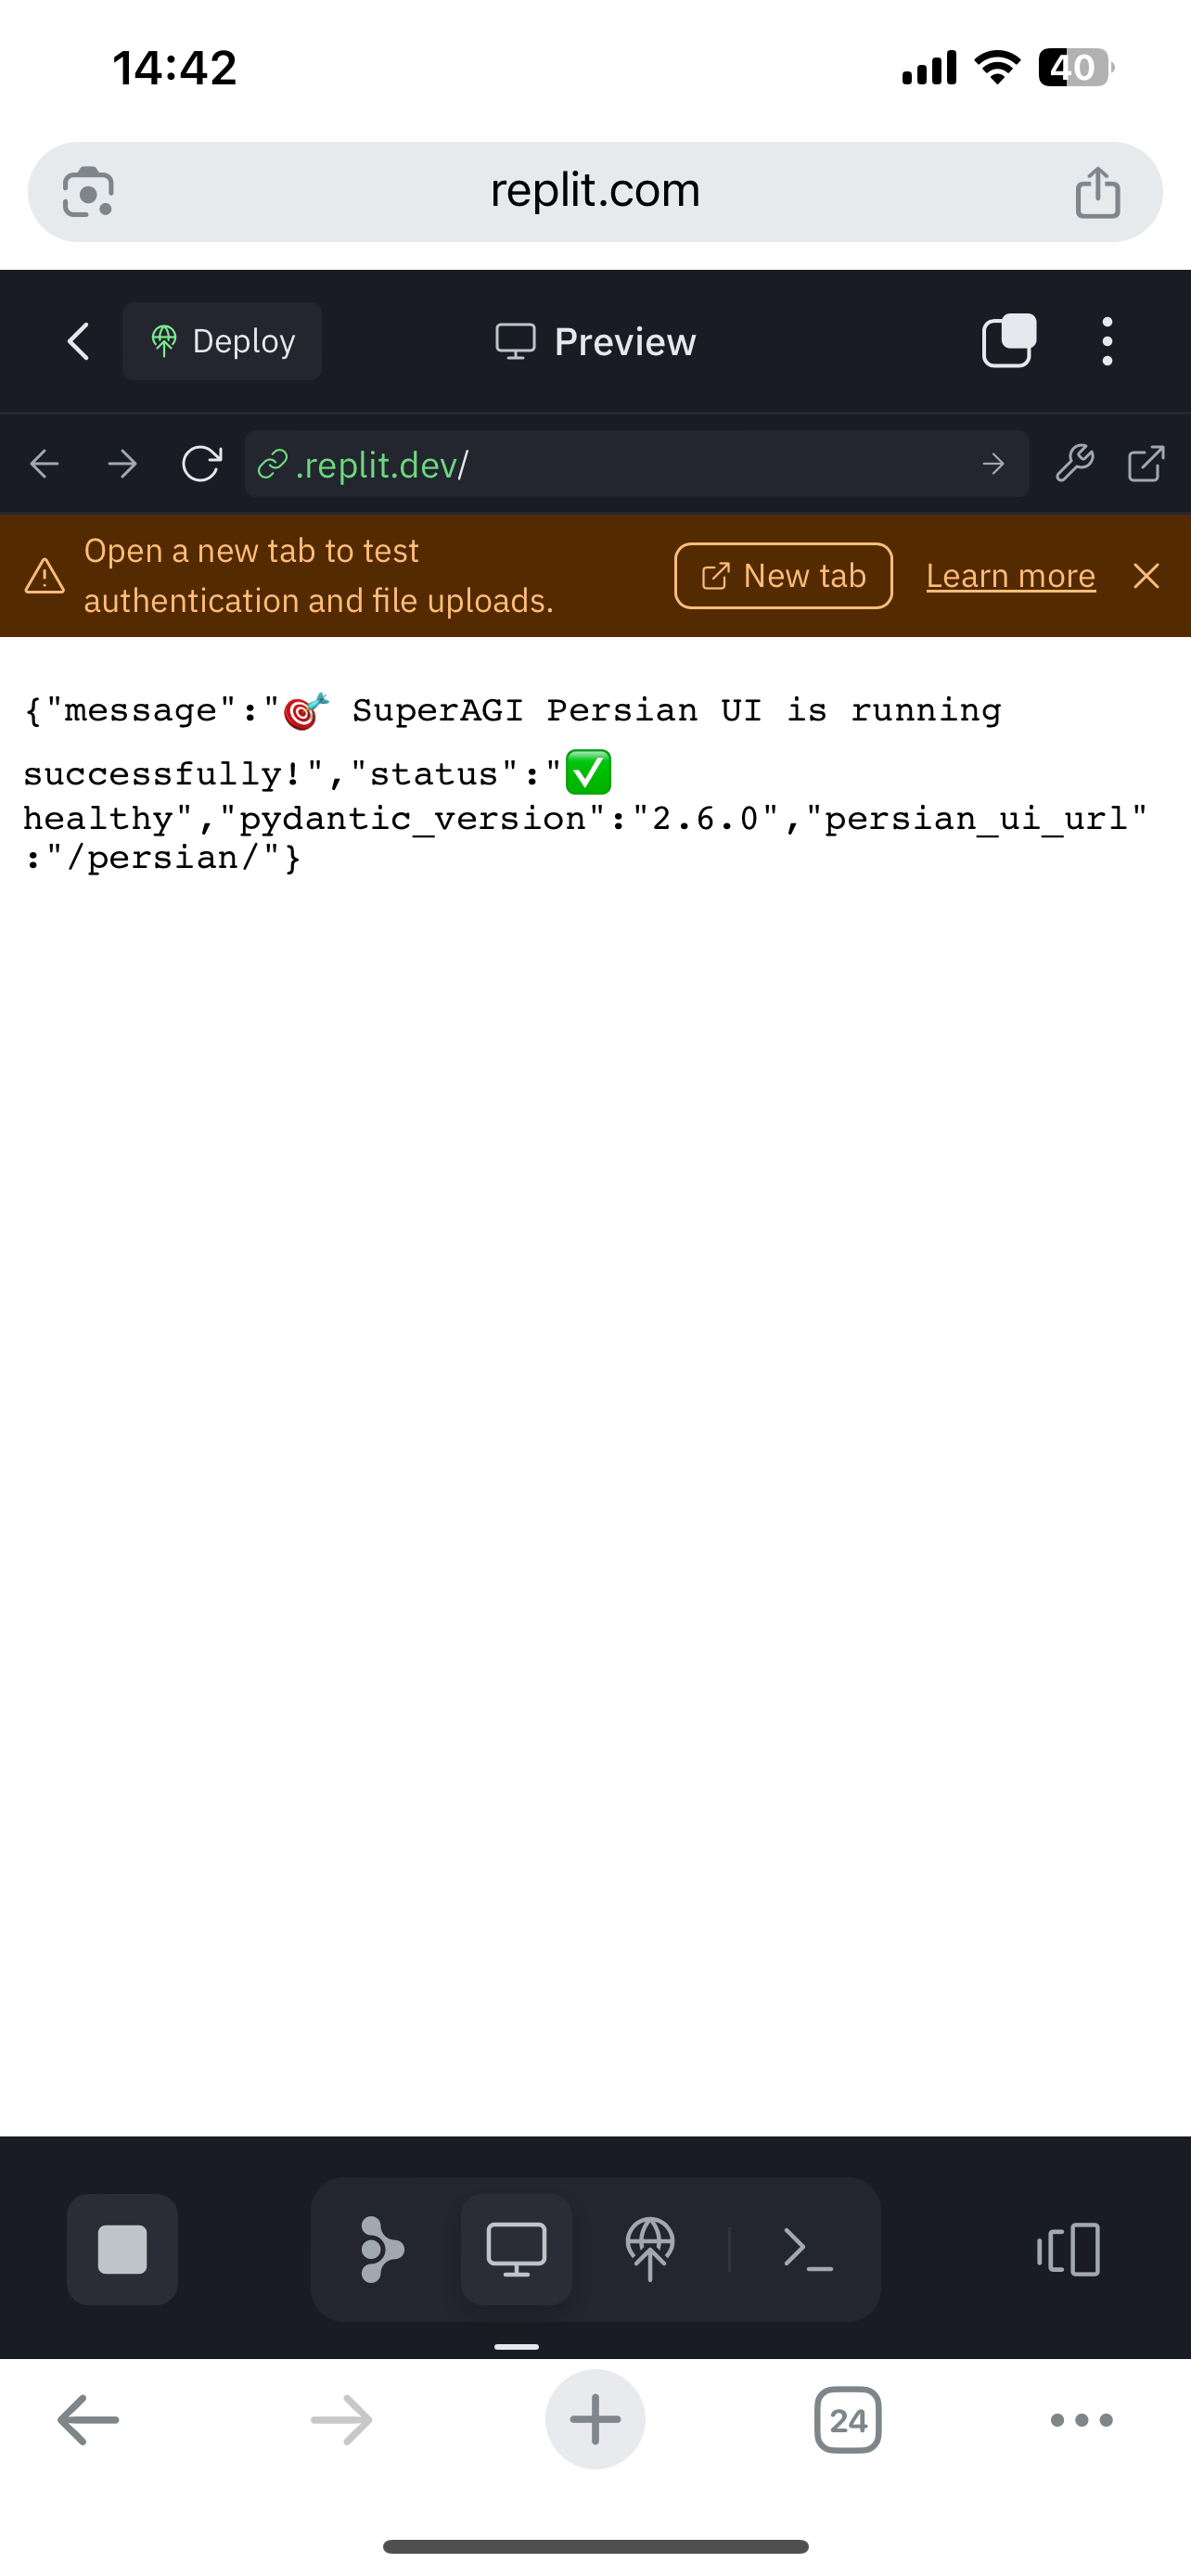 14:42
40
replit.com
Deploy
Preview
.replit.dev/
Open a new tab to test
authentication and file uploads.
New tab
Learn more
{"message":"🎯 SuperAGI Persian UI is running
successfully!","status":"✅
healthy","pydantic_version":"2.6.0","persian_ui_url"
:"/persian/"}
24